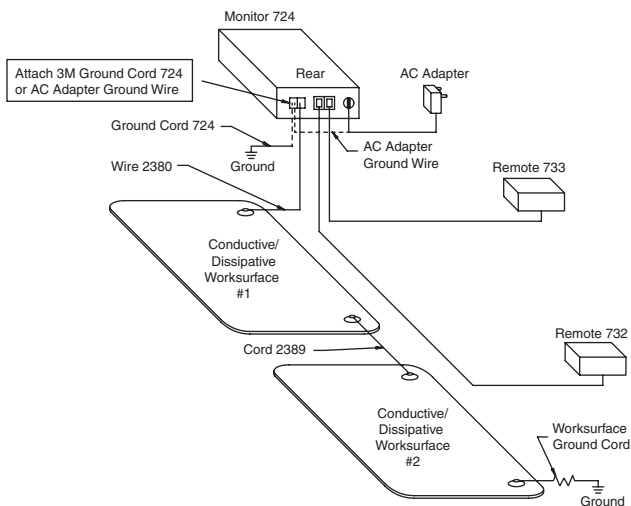 Monitor 724
Attach 3M Ground Cord 724
or AC Adapter Ground Wire
Rear
AC Adapter
Ground Cord 724
Ground
AC Adapter
Ground Wire
Wire 2380
Remote 733
Conductive/
Dissipative
Worksurface
#1
Cord 2389
Remote 732
Conductive/
Dissipative
Worksurface
#2
Worksurface
Ground Cord
Ground